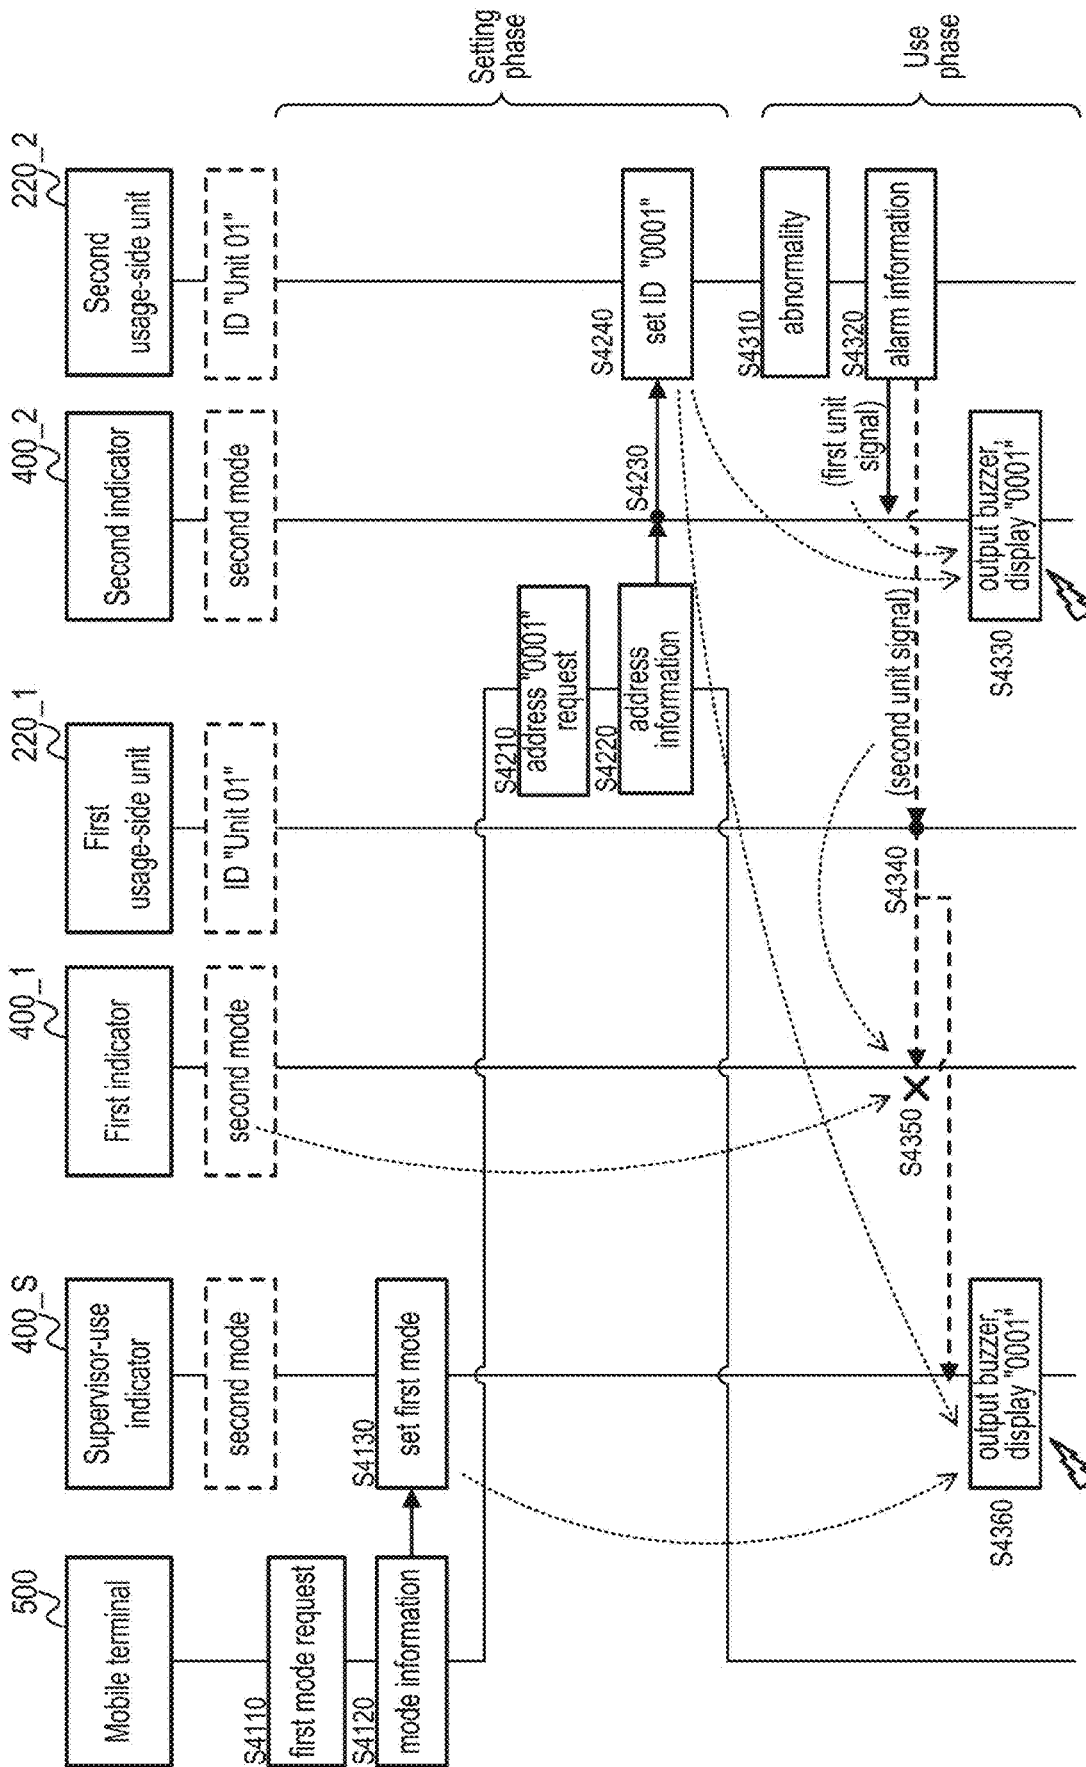 500
Mobile terminal
400_S
Supervisor-use
indicator
400_1
First indicator
220_1
First
usage-side unit
400_2
Second indicator
220_2
Second
usage-side unit
second mode
second mode
ID "Unit 01"
second mode
ID "Unit 01"
Setting
phase
S4110
first mode request
S4120
mode information
S4130
set first mode
S4210
address "0001"
request
S4220
address
information
S4230
S4240
set ID "0001"
Use
phase
S4310
abnormality
S4320
alarm information
(first unit
signal)
(second unit signal)
S4330
output buzzer,
display "0001"
S4340
S4350
S4360
output buzzer,
display "0001"